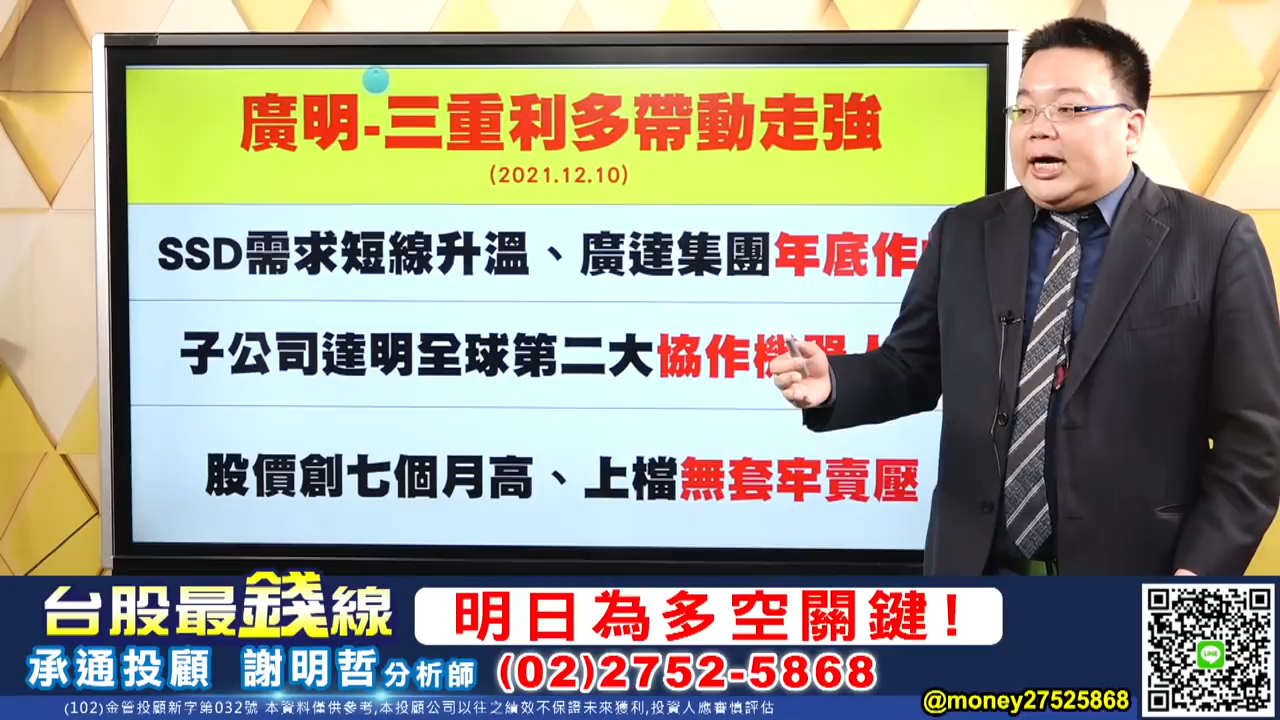 廣明-三重利多帶動走強
(2021.12.10)
SSD需求短線升溫、廣達集團年底作
子公司達明全球第二大協作機器人
股價創七個月高、上檔無套牢賣壓
台股最錢線
明日為多空關鍵!
承通投顧 謝明哲分析師 (02)2752-5868
LINE
(102)金管投顧新字第032號 本資料僅供參考,本投顧公司以往之績效不保證未來獲利,投資人應審慎評估
@money27525868